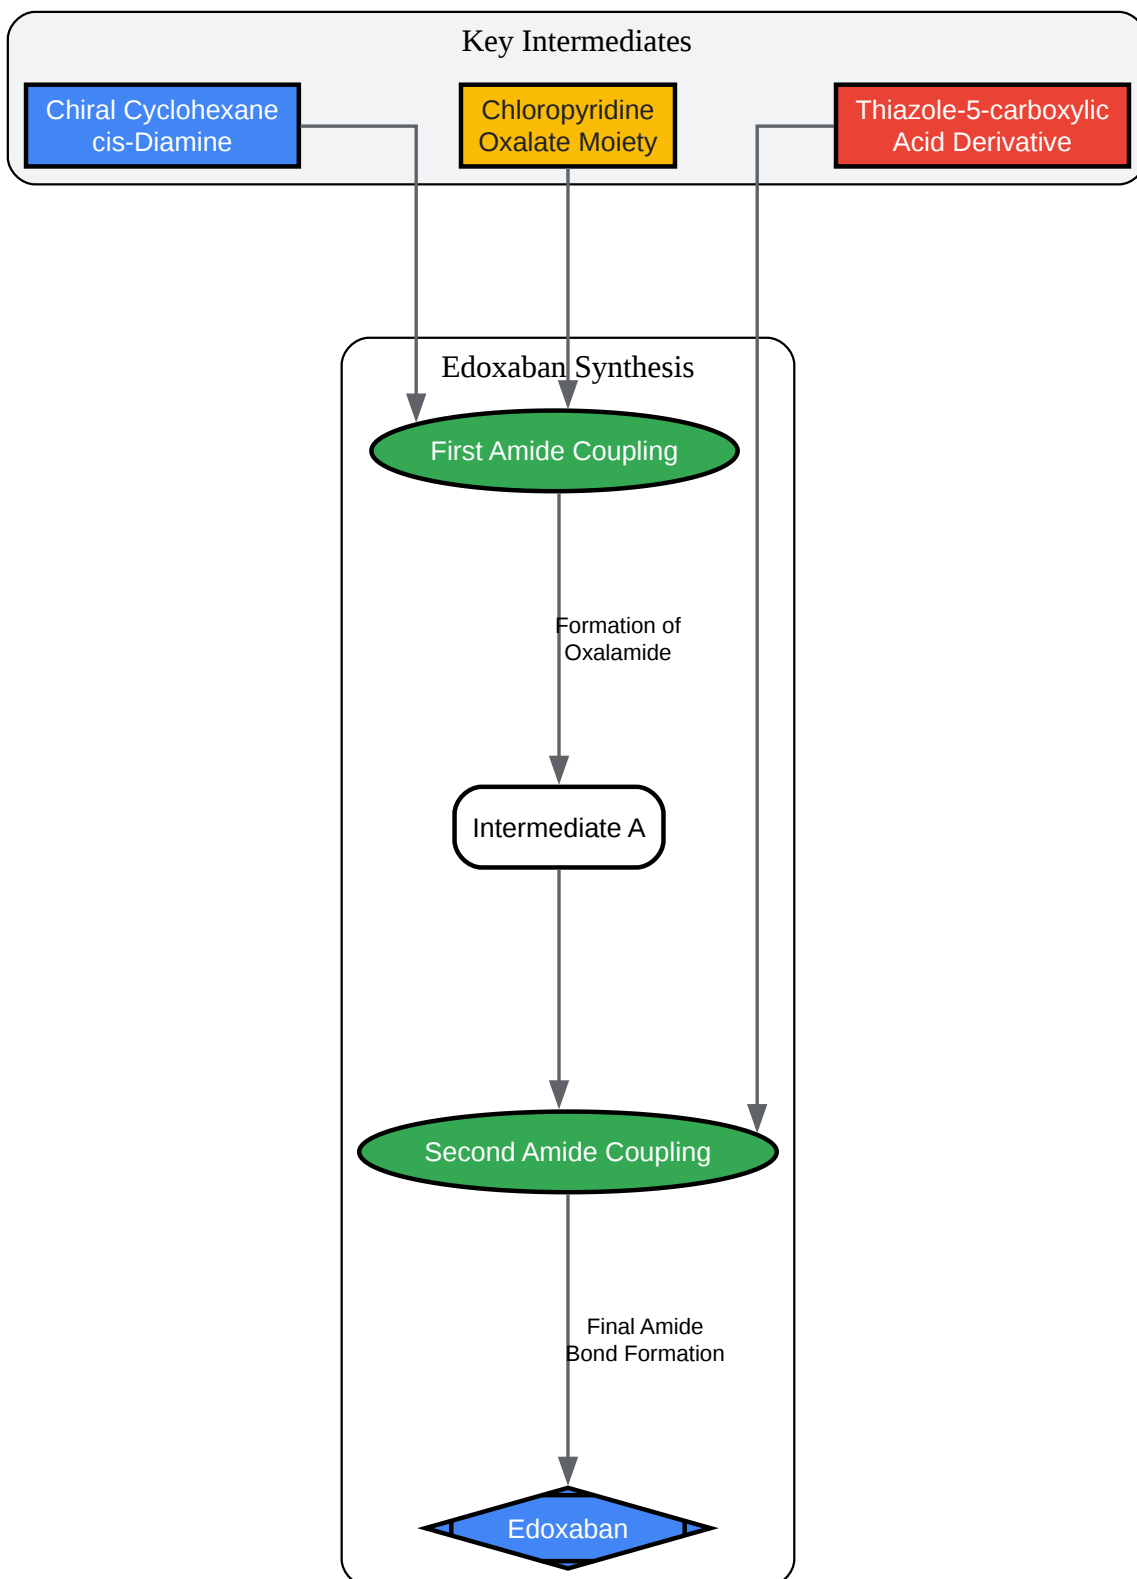 Key Intermediates
Chiral Cyclohexane
cis-Diamine
Chloropyridine
Oxalate Moiety
Thiazole-5-carboxylic
Acid Derivative
Edoxaban Synthesis
First Amide Coupling
Formation of
Oxalamide
Intermediate A
Second Amide Coupling
Final Amide
Bond Formation
Edoxaban